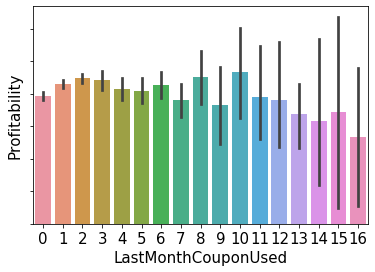 Profitability
0 1 2 3 4 5 6 7 8 9 10 11 12 13 14 15 16
LastMonthCouponUsed